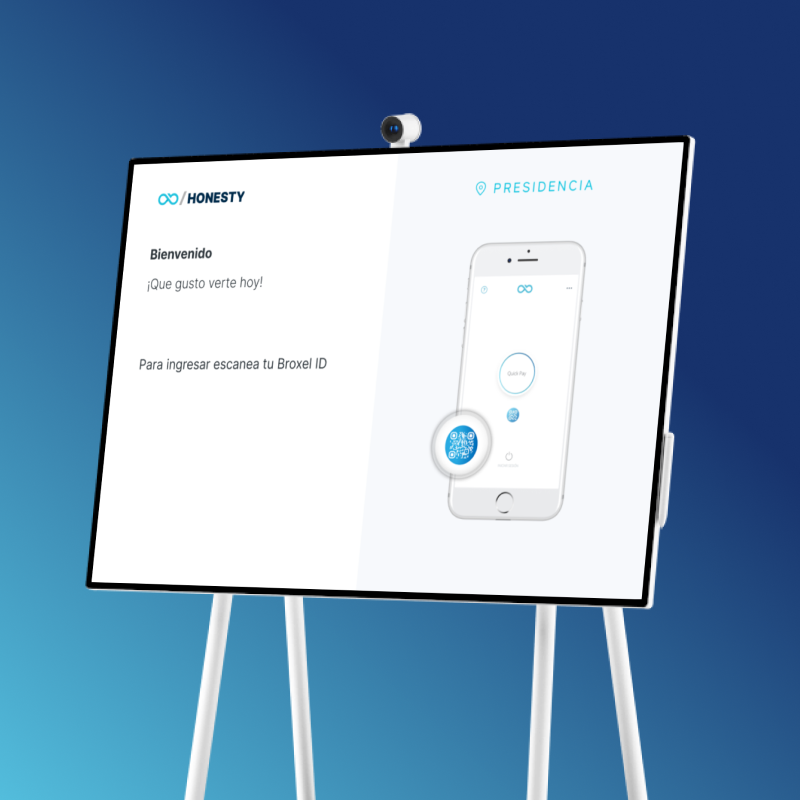 /HONESTY
Bienvenido
¡Que gusto verte hoy!
Para ingresar escanea tu Broxel ID
PRESIDENCIA
Quick Pay